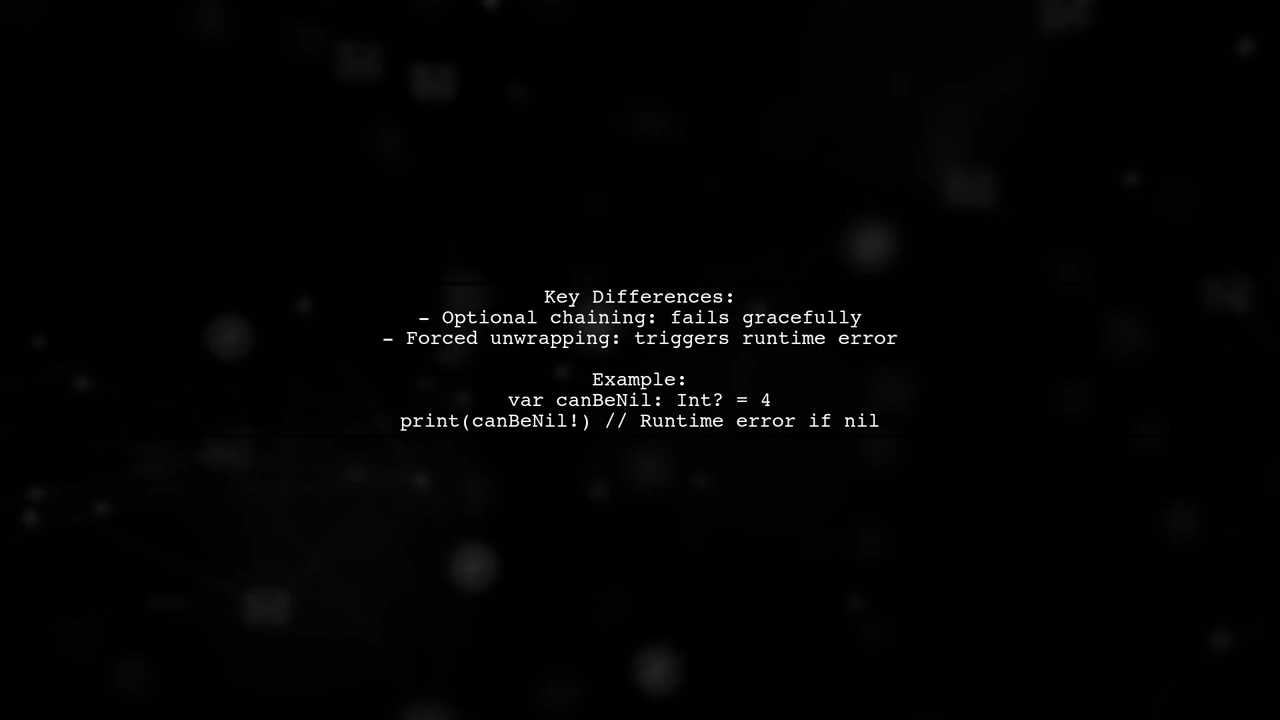 Key Differences:
- Optional chaining: fails gracefully
- Forced unwrapping: triggers runtime error
Example:
var canBeNil: Int? = 4
print(canBeNil!) // Runtime error if nil